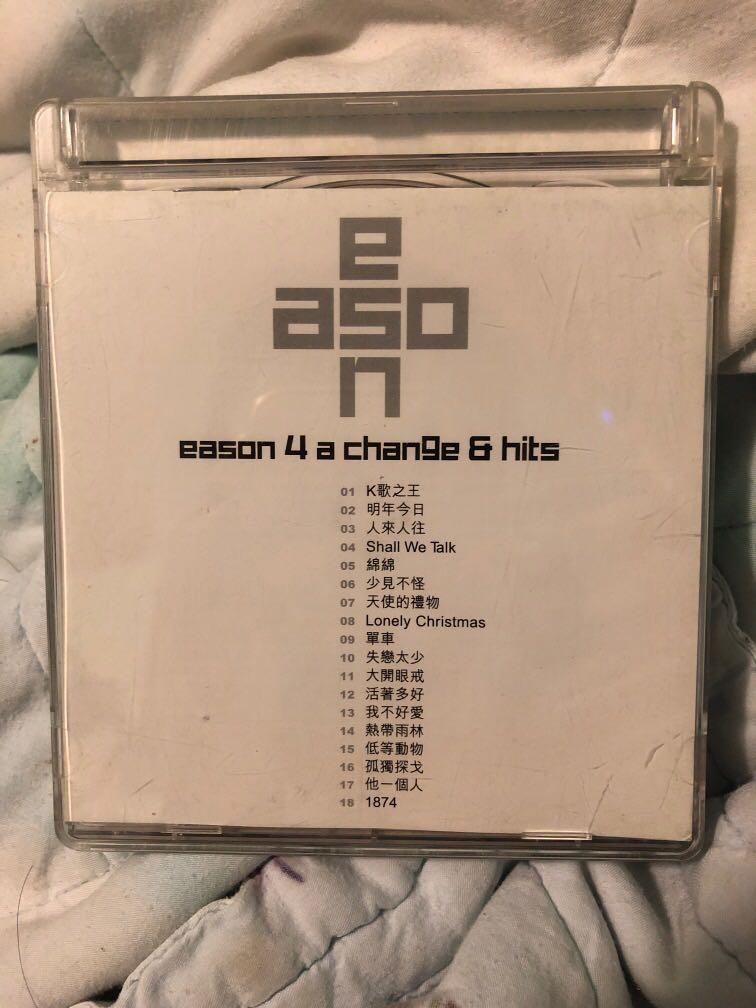 e
ason
n
eason 4 a change & hits
01 K歌之王
02 明年今日
03 人來人往
04 Shall We Talk
05 綿綿
06 少見不怪
07 天使的禮物
08 Lonely Christmas
09 單車
10 失戀太少
11 大開眼戒
12 活著多好
13 我不好愛
14 熱帶雨林
15 低等動物
16 孤獨探戈
17 他一個人
18 1874